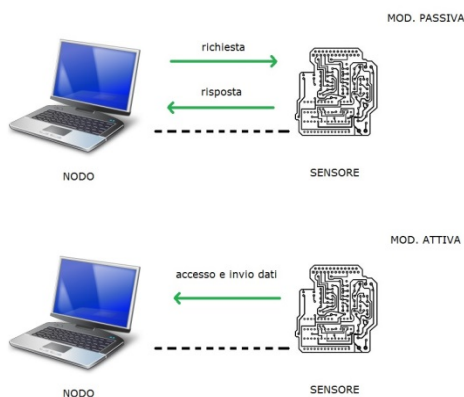 MOD. PASSIVA
richiesta
risposta
NODO
SENSORE
MOD. ATTIVA
accesso e invio dati
NODO
SENSORE